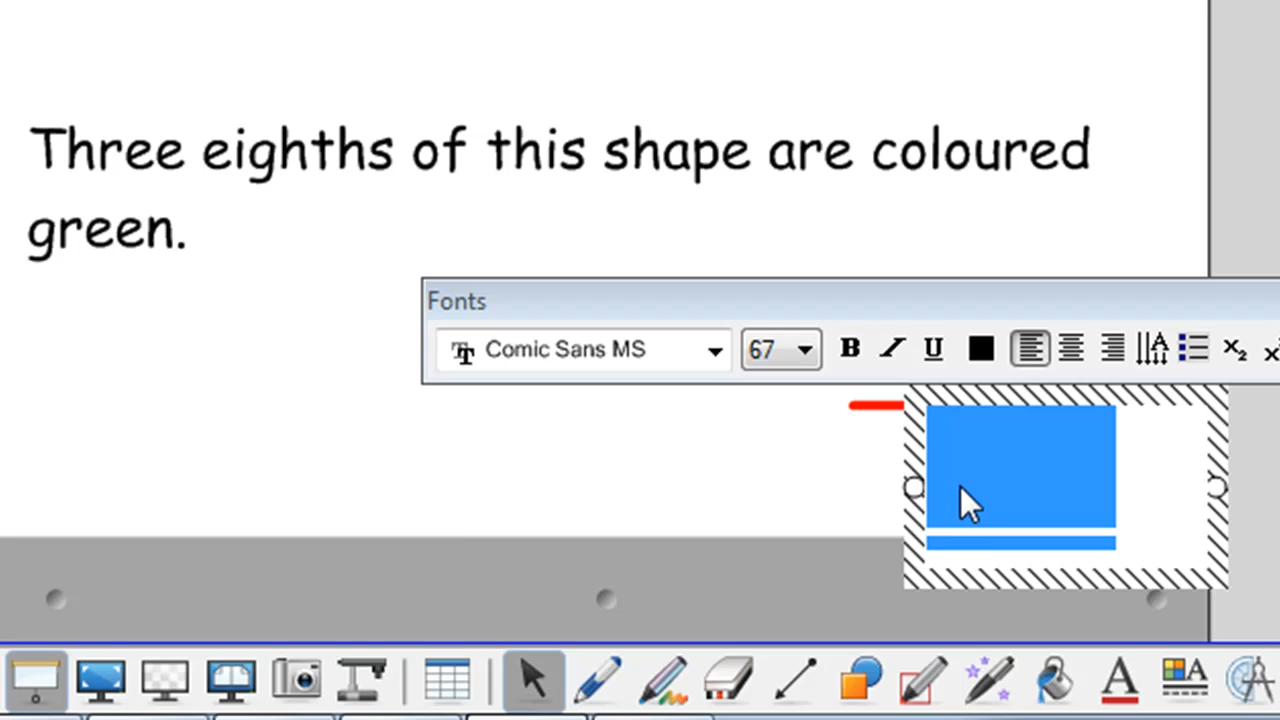 Three eighths of this shape are coloured
green.
Fonts
Comic Sans MS 67 B I U